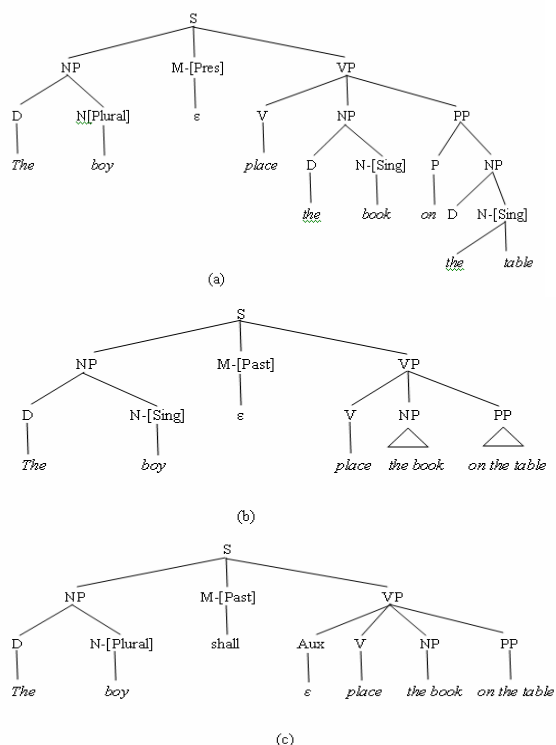 S
NP M-[Pres] VP
D N[Plural] ε V NP PP
The boy place D N-[Sing] P NP
the book on D N-[Sing]
the table
(a)
S
NP M-[Past] VP
D N-[Sing] ε V NP PP
The boy place the book on the table
(b)
S
NP M-[Past] VP
D N-[Plural] shall Aux V NP PP
The boy ε place the book on the table
(c)